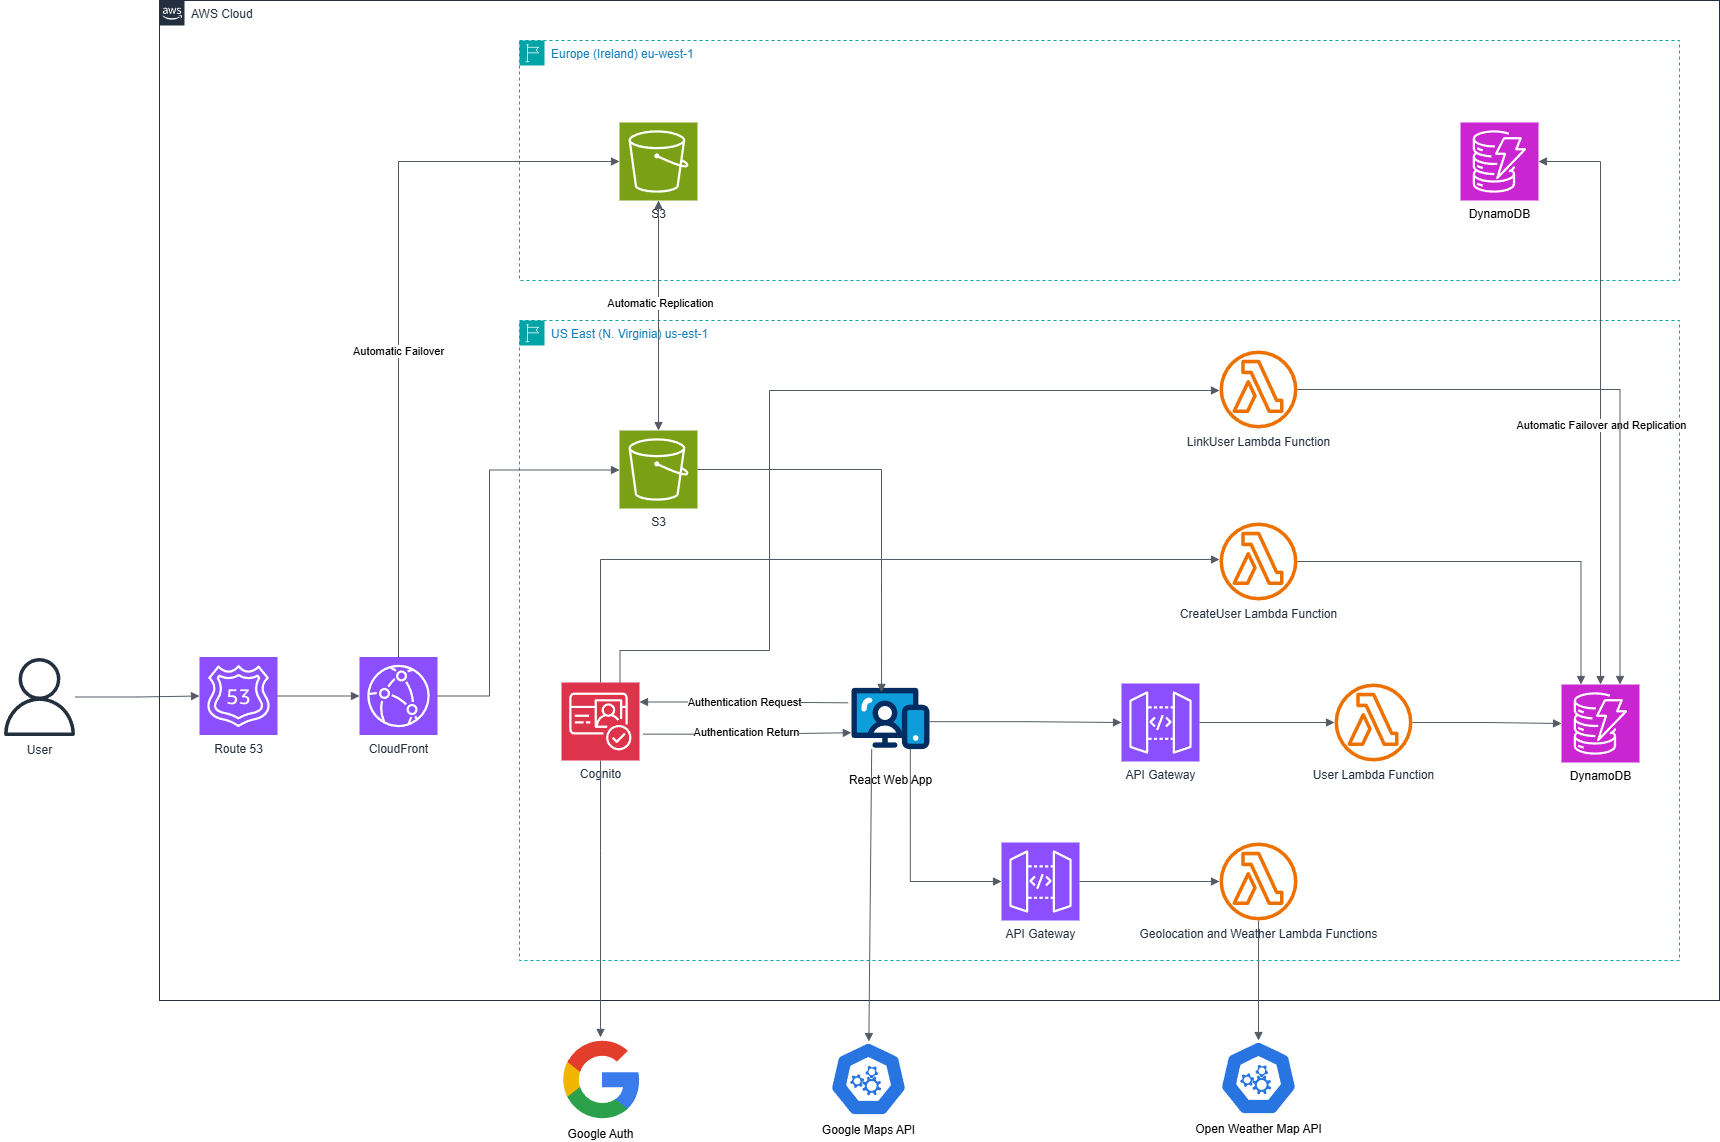 aws
AWS Cloud
Europe (Ireland) eu-west-1
S3
DynamoDB
Automatic Replication
US East (N. Virginia) us-est-1
Automatic Failover
LinkUser Lambda Function
Automatic Failover and Replication
S3
CreateUser Lambda Function
53
User
Route 53
CloudFront
Authentication Request
Authentication Return
Cognito
React Web App
</>
API Gateway
User Lambda Function
DynamoDB
</>
API Gateway
Geolocation and Weather Lambda Functions
Google Auth
Google Maps API
Open Weather Map API